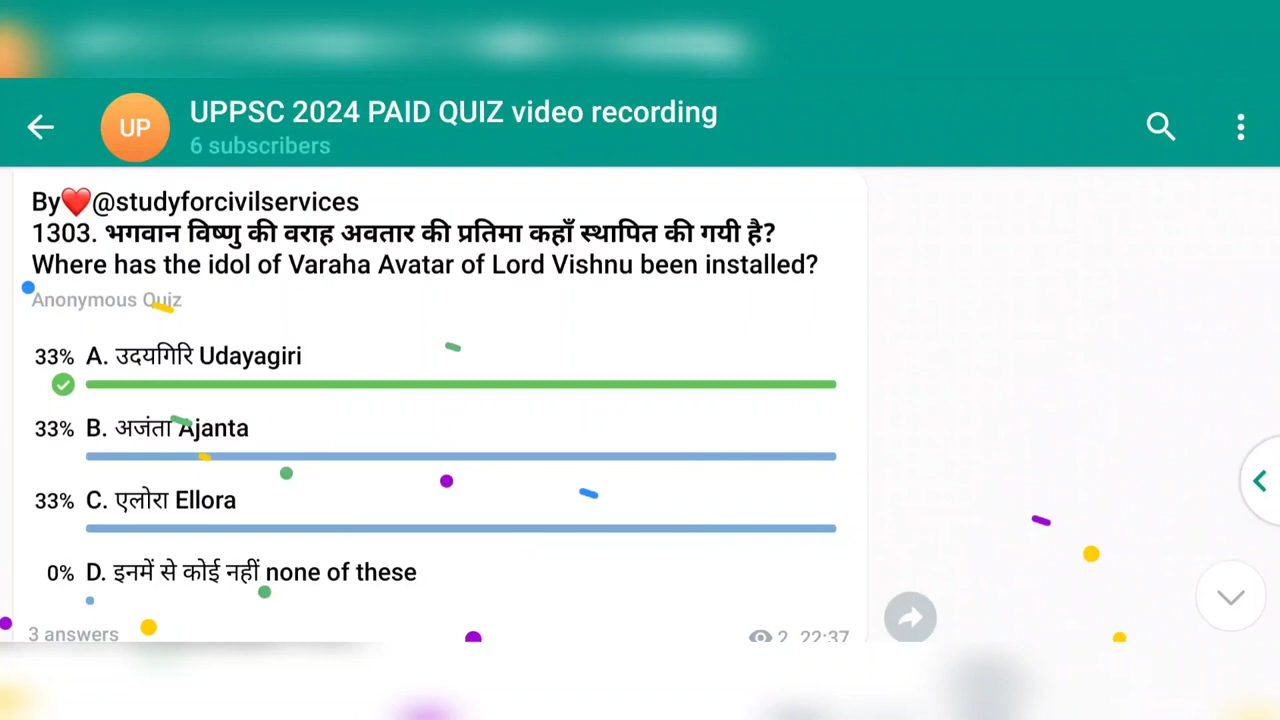 UP
UPPSC 2024 PAID QUIZ video recording
6 subscribers
By❤️@studyforcivilservices
1303. भगवान विष्णु की वराह अवतार की प्रतिमा कहाँ स्थापित की गयी है?
Where has the idol of Varaha Avatar of Lord Vishnu been installed?
Anonymous Quiz
33% A. उदयगिरि Udayagiri
33% B. अजंता Ajanta
33% C. एलोरा Ellora
0% D. इनमें से कोई नहीं none of these
3 answers
2 22:37